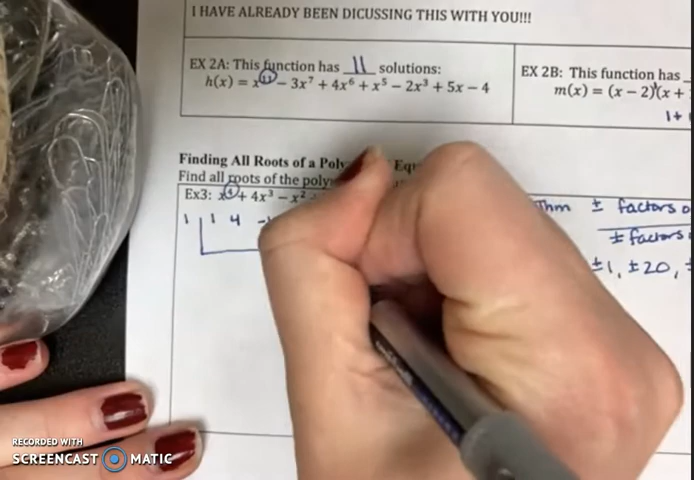 I HAVE ALREADY BEEN DICUSSING THIS WITH YOU!!!
EX 2A: This function has 11 solutions:
h(x) = x¹¹ − 3x⁷ + 4x⁶ + x⁵ − 2x³ + 5x − 4
EX 2B: This function has
m(x) = (x − 2)(x +
1+
Finding All Roots of a Poly
Find all roots of the poly
Ex3: x⁴ + 4x³ − x²
Thm ± factors
± factors
±1, ±20,
1 1 4
RECORDED WITH
SCREENCAST MATIC